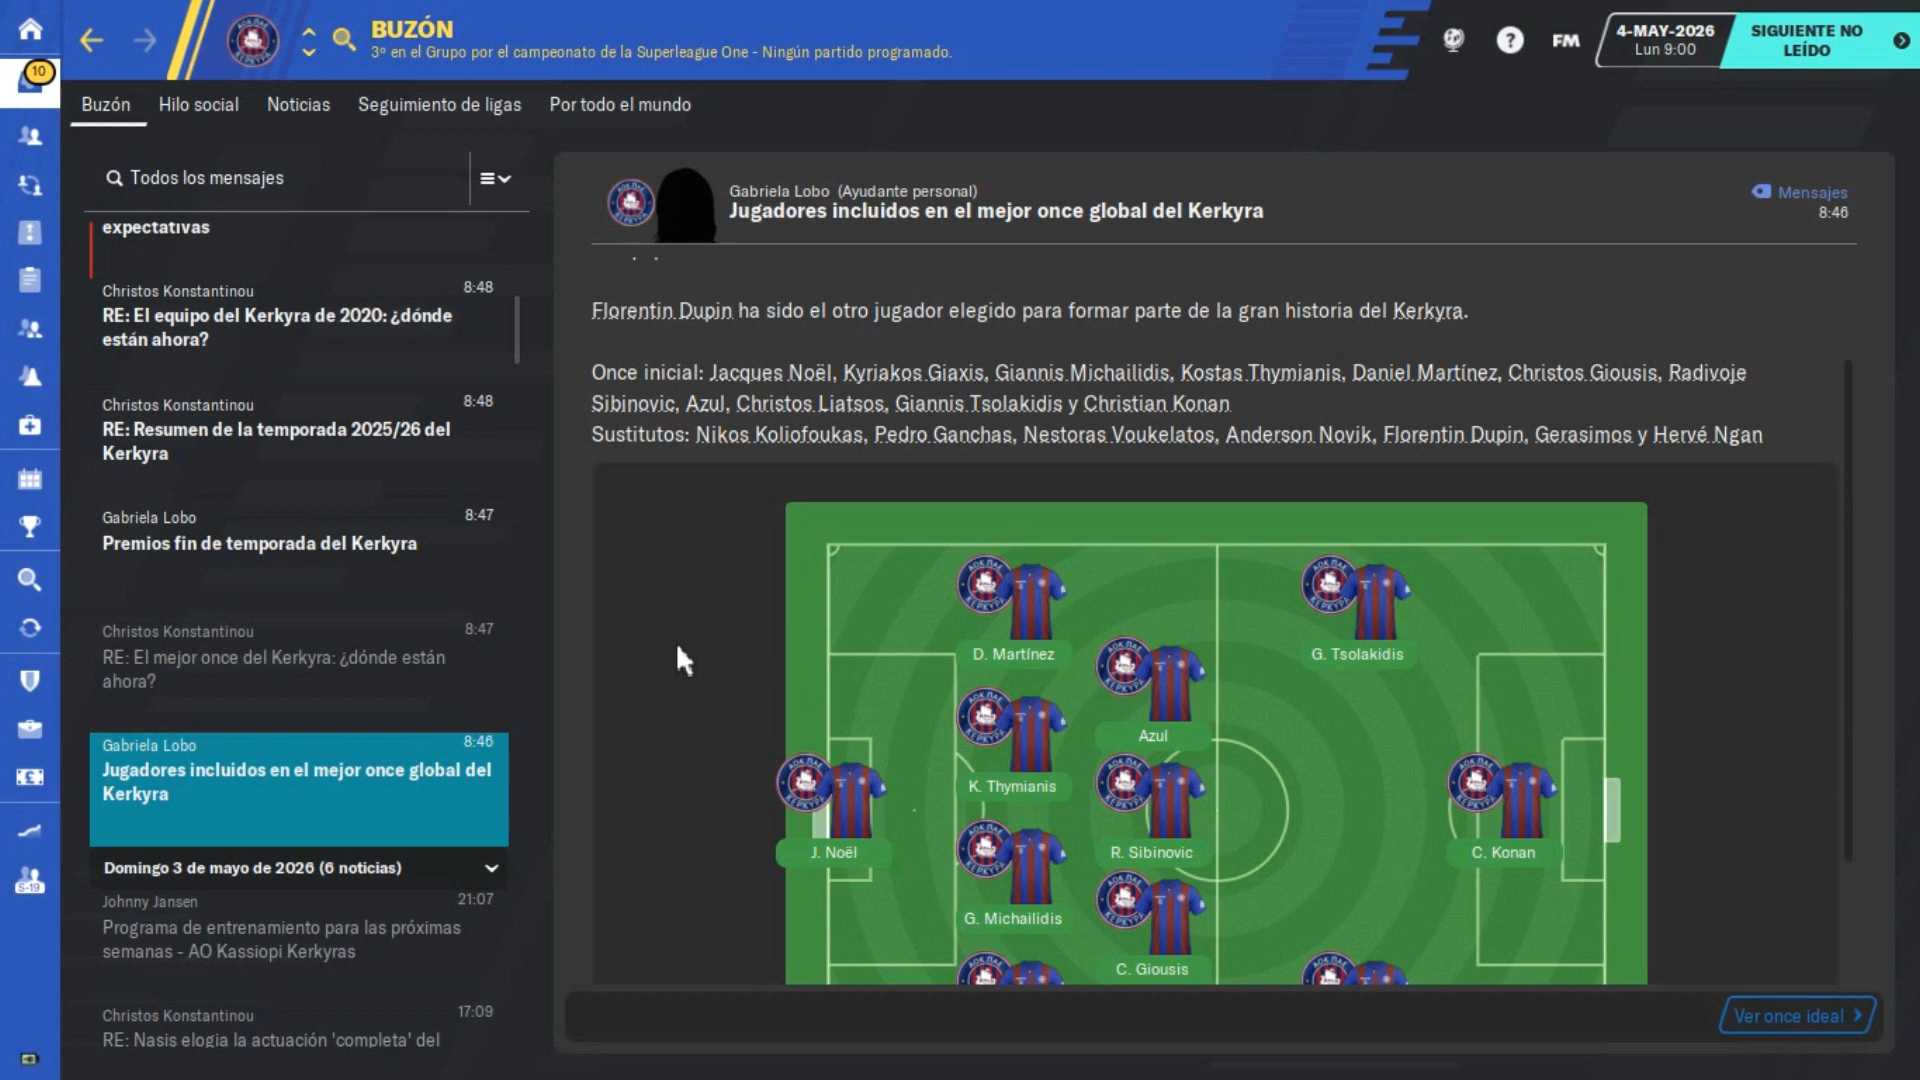 BUZÓN
3º en el Grupo por el campeonato de la Superleague One - Ningún partido programado.
FM
4-MAY-2026
Lun 9:00
SIGUIENTE NO
LEÍDO
10
Buzón
Hilo social
Noticias
Seguimiento de ligas
Por todo el mundo
Todos los mensajes
expectativas
Christos Konstantinou
8:48
RE: El equipo del Kerkyra de 2020: ¿dónde
están ahora?
Christos Konstantinou
8:48
RE: Resumen de la temporada 2025/26 del
Kerkyra
Gabriela Lobo
8:47
Premios fin de temporada del Kerkyra
Christos Konstantinou
8:47
RE: El mejor once del Kerkyra: ¿dónde están
ahora?
Gabriela Lobo
8:46
Jugadores incluidos en el mejor once global del
Kerkyra
Domingo 3 de mayo de 2026 (6 noticias)
Johnny Jansen
21:07
Programa de entrenamiento para las próximas
semanas - AO Kassiopi Kerkyras
Christos Konstantinou
17:09
RE: Nasis elogia la actuación 'completa' del
S-19
Gabriela Lobo (Ayudante personal)
Jugadores incluidos en el mejor once global del Kerkyra
Mensajes
8:46
Florentin Dupin ha sido el otro jugador elegido para formar parte de la gran historia del Kerkyra.
Once inicial: Jacques Noël, Kyriakos Giaxis, Giannis Michailidis, Kostas Thymianis, Daniel Martínez, Christos Giousis, Radivoje
Sibinovic, Azul, Christos Liatsos, Giannis Tsolakidis y Christian Konan
Sustitutos: Nikos Koliofoukas, Pedro Ganchas, Nestoras Voukelatos, Anderson Novik, Florentin Dupin, Gerasimos y Hervé Ngan
D. Martínez
G. Tsolakidis
Azul
K. Thymianis
J. Noël
R. Sibinovic
C. Konan
G. Michailidis
C. Giousis
Ver once ideal